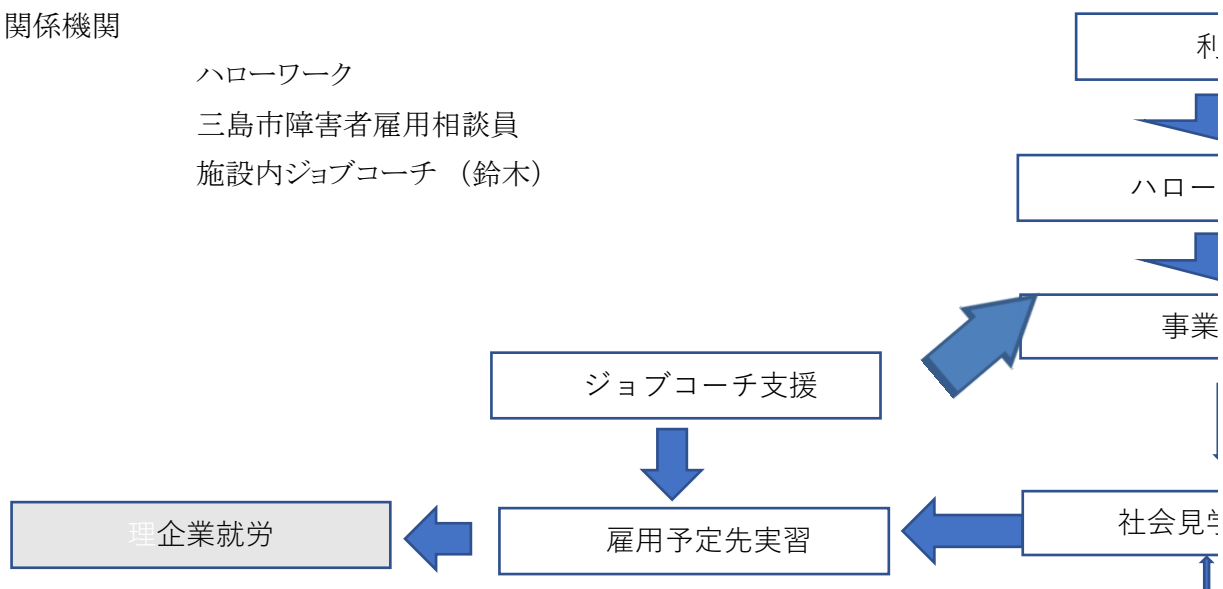 関係機関
ハローワーク
三島市障害者雇用相談員
施設内ジョブコーチ （鈴木）
利
ハロー
事業
ジョブコーチ支援
社会見学
理企業就労
雇用予定先実習